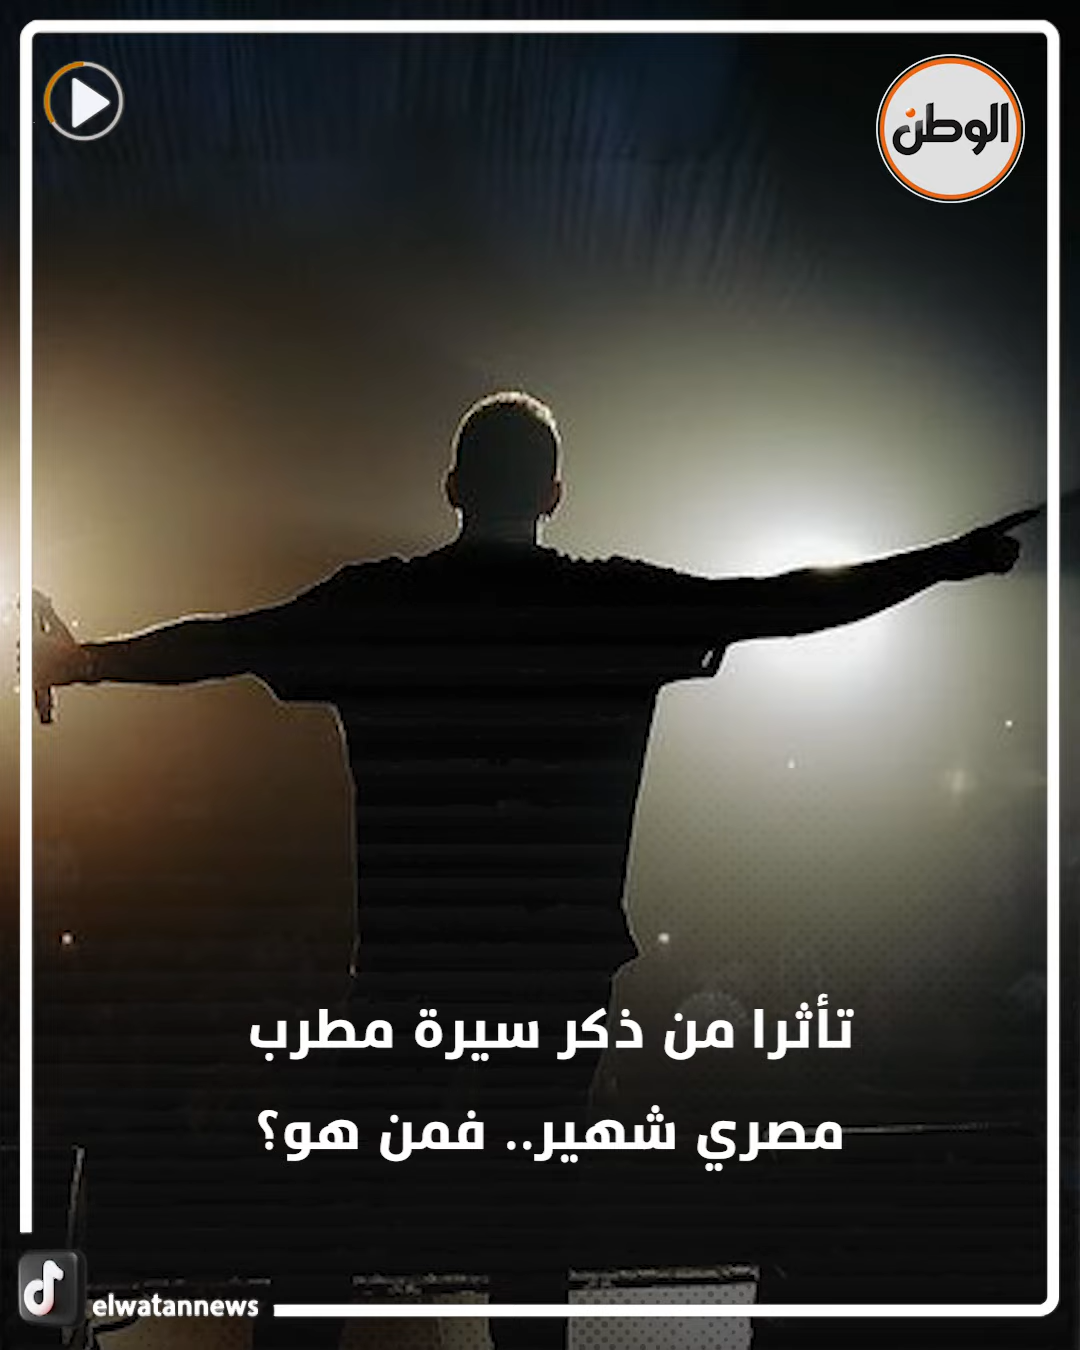 الوطن
تأثرا من ذكر سيرة مطرب
مصري شهير.. فمن هو؟
elwatannews